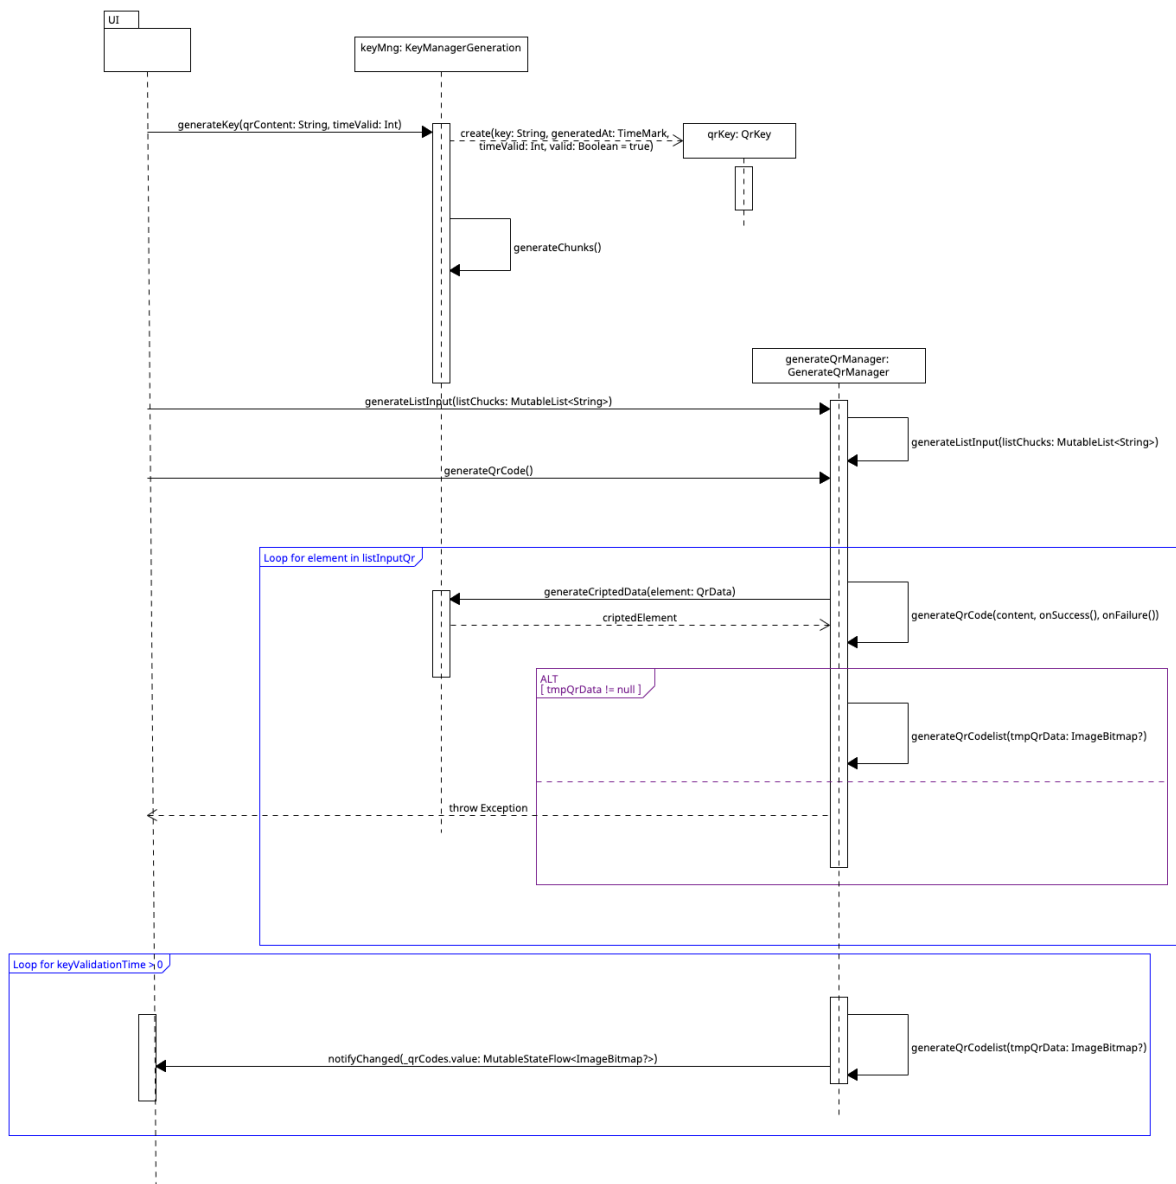 UI
keyMng: KeyManagerGeneration
generateKey(qrContent: String, timeValid: Int)
create(key: String, generatedAt: TimeMark,
timeValid: Int, valid: Boolean = true)
qrKey: QrKey
generateChunks()
generateQrManager:
GenerateQrManager
generateListInput(listChucks: MutableList<String>)
generateListInput(listChucks: MutableList<String>)
generateQrCode()
Loop for element in listInputQr
generateCriptedData(element: QrData)
generateQrCode(content, onSuccess(), onFailure())
criptedElement
ALT
[ tmpQrData != null ]
generateQrCodelist(tmpQrData: ImageBitmap?)
throw Exception
Loop for keyValidationTime > 0
generateQrCodelist(tmpQrData: ImageBitmap?)
notifyChanged(_qrCodes.value: MutableStateFlow<ImageBitmap?>)